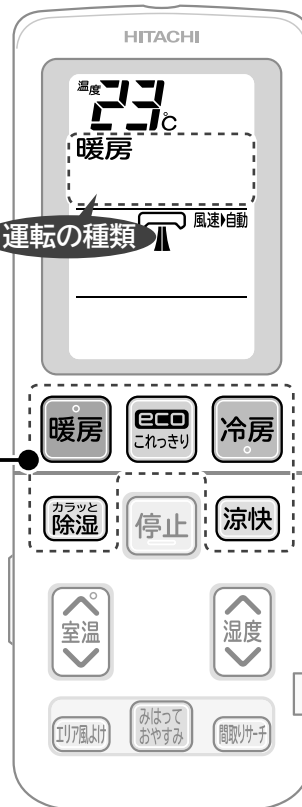 HITACHI
温度
23℃
暖房
運転の種類
風速▶自動
暖房
eco
これっきり
冷房
カラッと
除湿
停止
涼快
室温
湿度
エリア風よけ
みはって
おやすみ
間取りサーチ